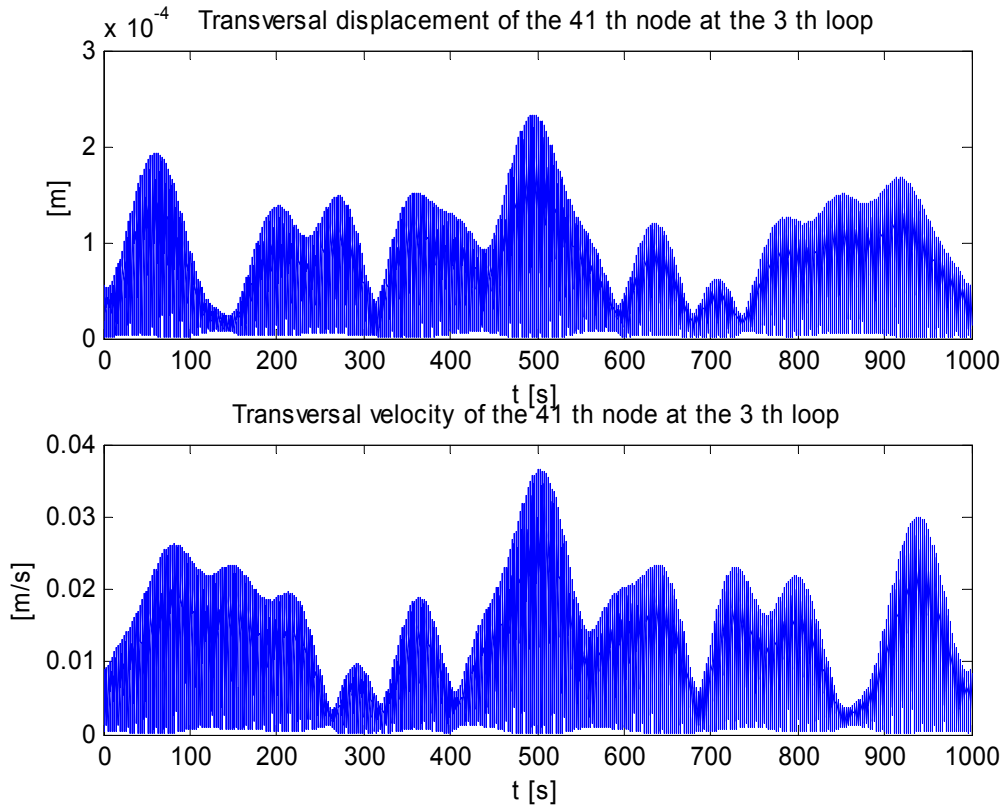 x 10-4
Transversal displacement of the 41 th node at the 3 th loop
3
2
1
0
[m]
0 100 200 300 400 500 600 700 800 900 1000
t [s]
Transversal velocity of the 41 th node at the 3 th loop
0.04
0.03
0.02
0.01
0
[m/s]
0 100 200 300 400 500 600 700 800 900 1000
t [s]